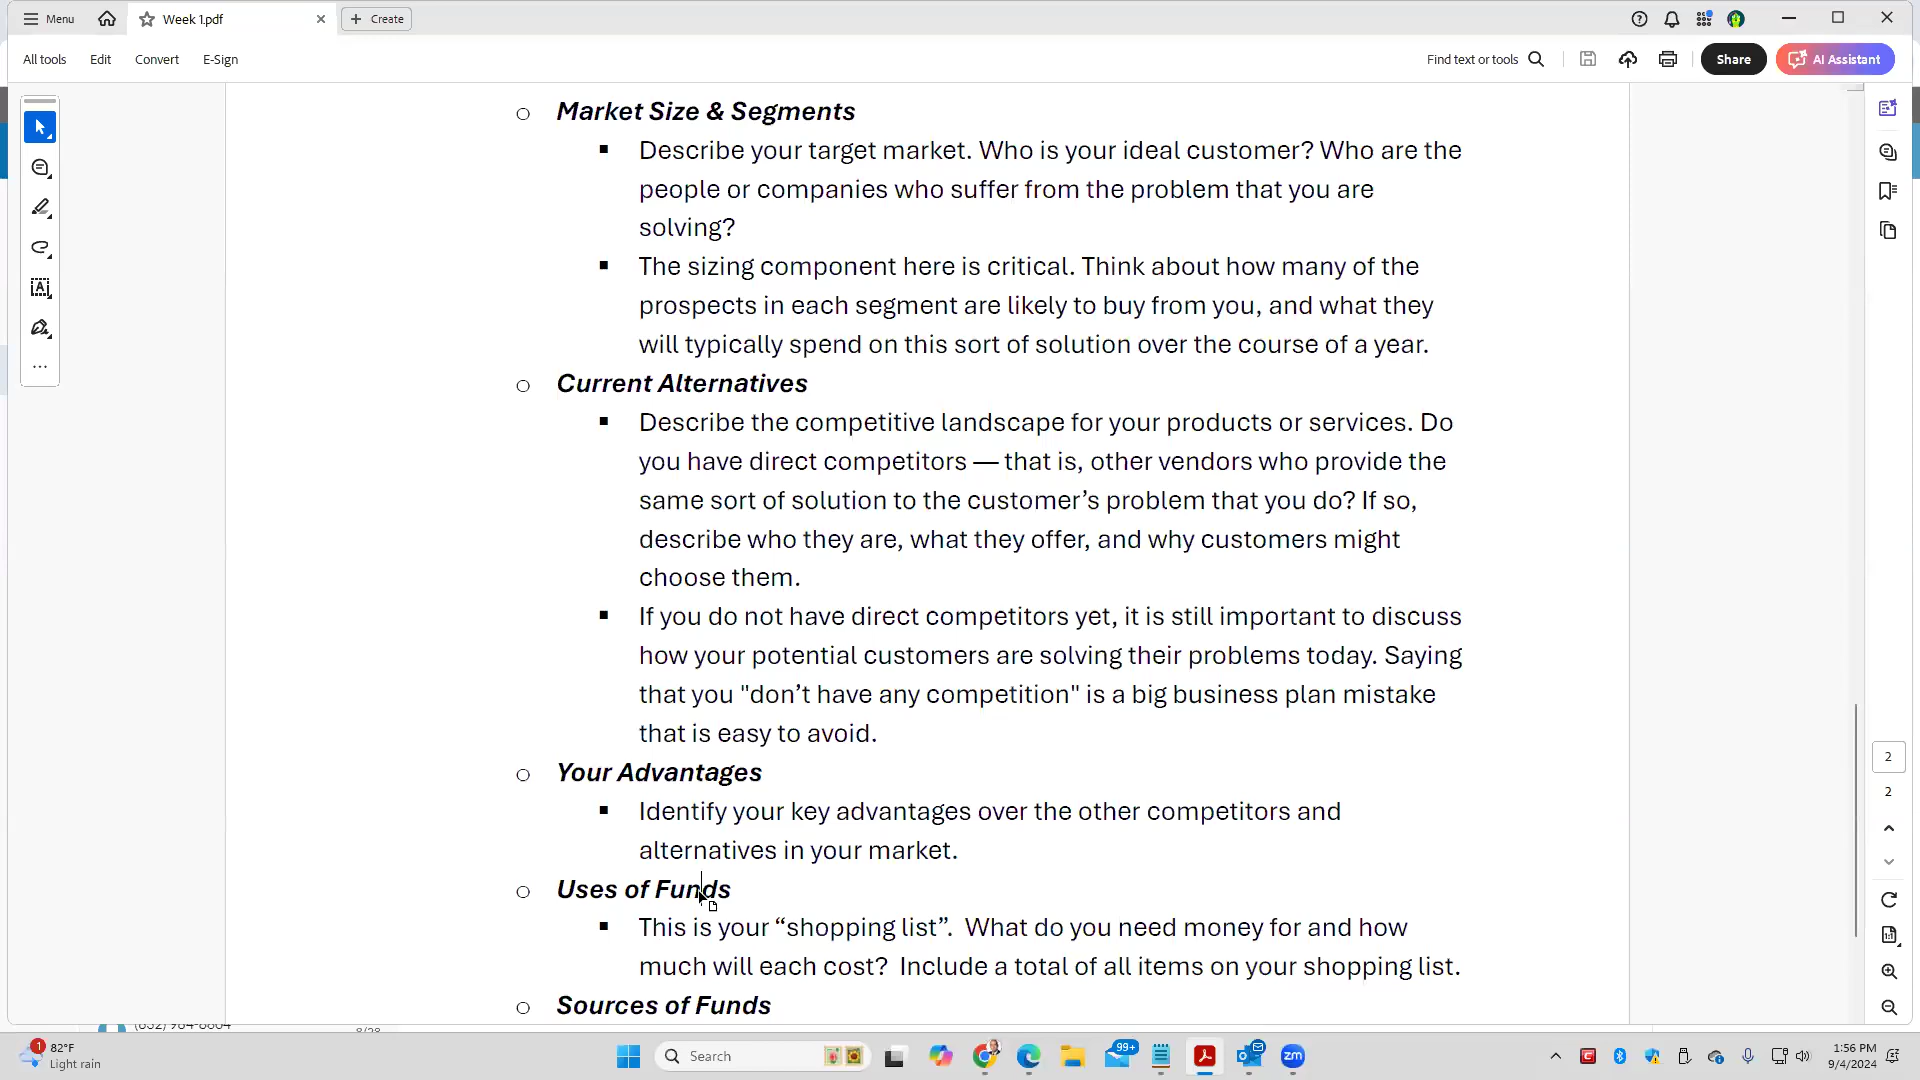 Menu
Week 1.pdf
Create
All tools
Edit
Convert
E-Sign
Find text or tools
Share
AI Assistant
Market Size & Segments
Describe your target market. Who is your ideal customer? Who are the
people or companies who suffer from the problem that you are
solving?
The sizing component here is critical. Think about how many of the
prospects in each segment are likely to buy from you, and what they
will typically spend on this sort of solution over the course of a year.
Current Alternatives
Describe the competitive landscape for your products or services. Do
you have direct competitors — that is, other vendors who provide the
same sort of solution to the customer’s problem that you do? If so,
describe who they are, what they offer, and why customers might
choose them.
If you do not have direct competitors yet, it is still important to discuss
how your potential customers are solving their problems today. Saying
that you "don’t have any competition" is a big business plan mistake
that is easy to avoid.
Your Advantages
Identify your key advantages over the other competitors and
alternatives in your market.
Uses of Funds
This is your “shopping list”.  What do you need money for and how
much will each cost?  Include a total of all items on your shopping list.
Sources of Funds
2
2
1
82°F
Light rain
Search
99+
zm
1:56 PM
9/4/2024